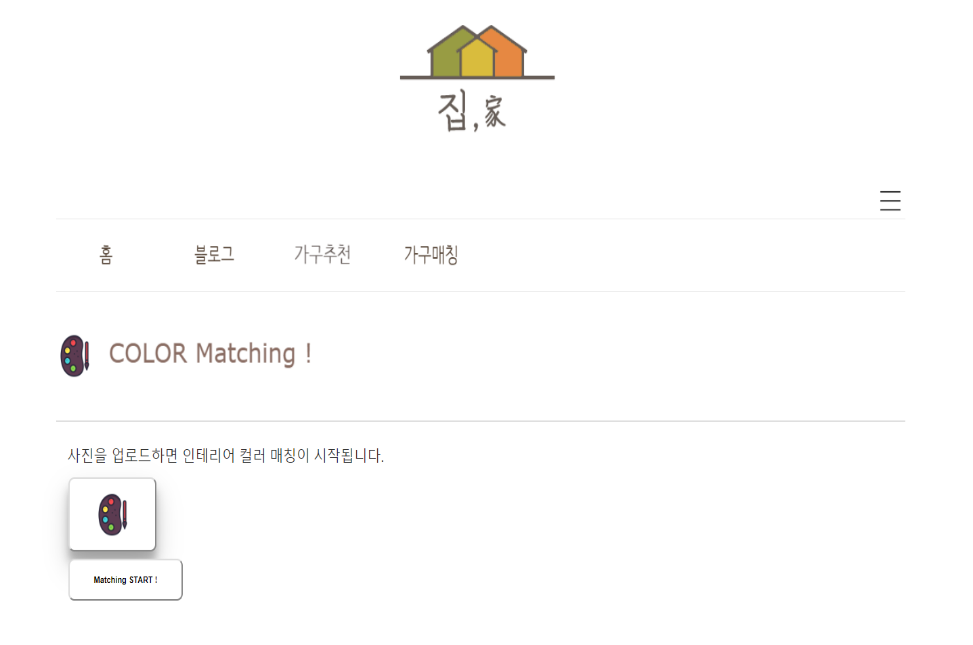 집,家
홈 블로그 가구추천 가구매칭
COLOR Matching !
사진을 업로드하면 인테리어 컬러 매칭이 시작됩니다.
Matching START !